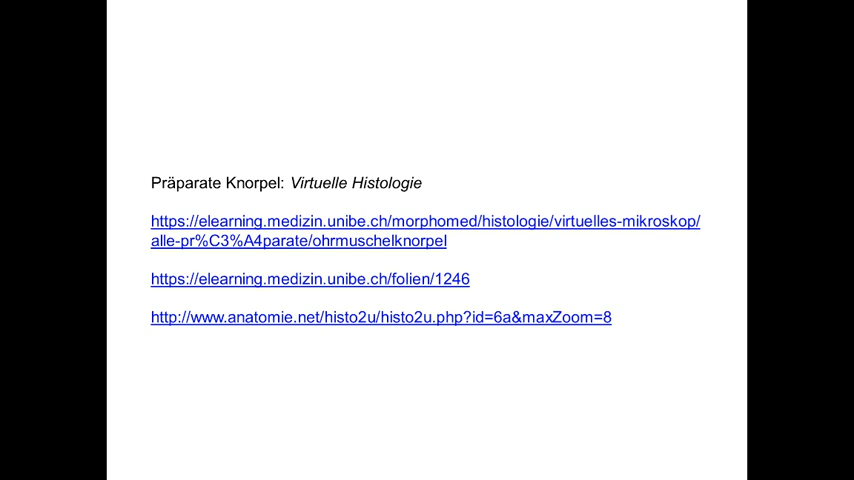 Präparate Knorpel: Virtuelle Histologie
https://elearning.medizin.unibe.ch/morphomed/histologie/virtuelles-mikroskop/
alle-pr%C3%A4parate/ohrmuschelknorpel
https://elearning.medizin.unibe.ch/folien/1246
http://www.anatomie.net/histo2u/histo2u.php?id=6a&maxZoom=8